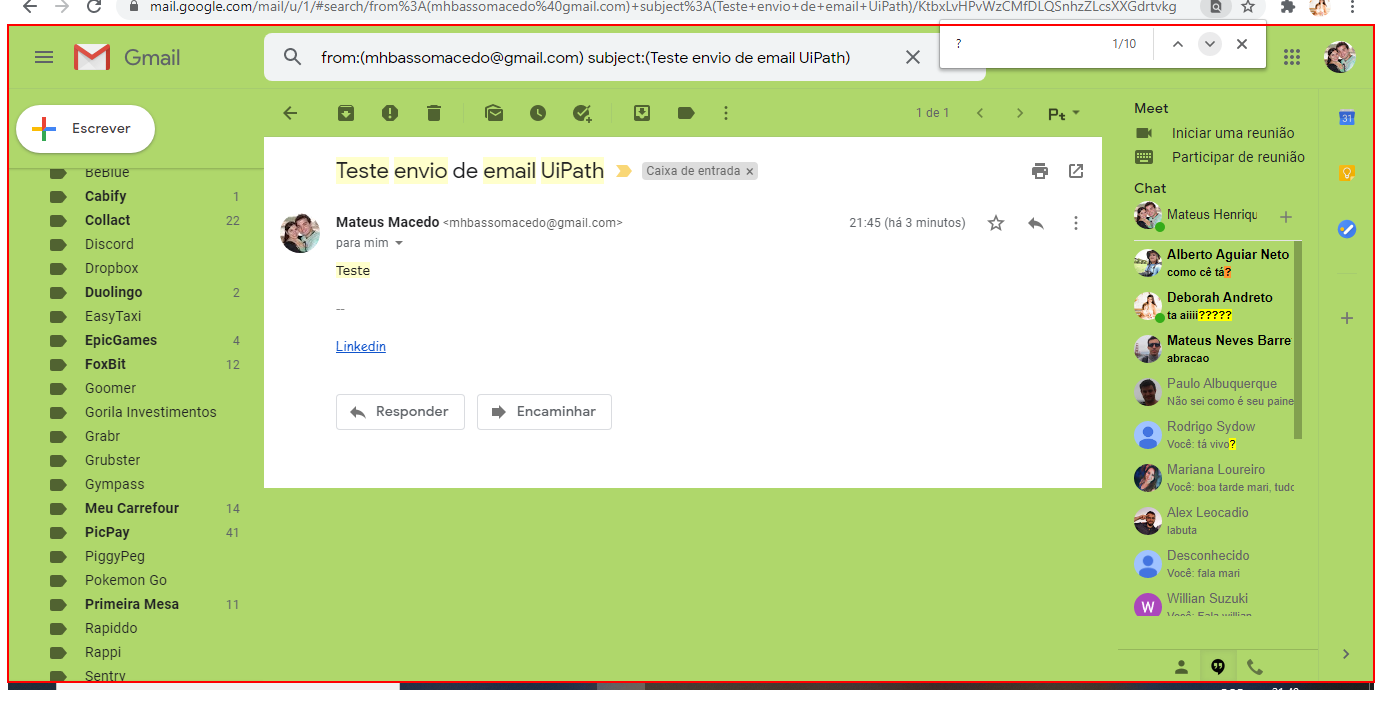 mail.google.com/mail/u/1/#search/from%3A(mhbassomacedo%40gmail.com)+subject%3A(Teste+envio+de+email+UiPath)/KtbxLvHPvWzCMfDLQSnhzZLcsXXGdrtvkg
? 1/10
Gmail
from:(mhbassomacedo@gmail.com) subject:(Teste envio de email UiPath)
Escrever
BeBlue
Cabify 1
Collact 22
Discord
Dropbox
Duolingo 2
EasyTaxi
EpicGames 4
FoxBit 12
Goomer
Gorila Investimentos
Grabr
Grubster
Gympass
Meu Carrefour 14
PicPay 41
PiggyPeg
Pokemon Go
Primeira Mesa 11
Rapiddo
Rappi
Sentry
1 de 1
Pt
Teste envio de email UiPath
Caixa de entrada x
Mateus Macedo <mhbassomacedo@gmail.com>
21:45 (há 3 minutos)
para mim
Teste
--
Linkedin
Responder
Encaminhar
Meet
Iniciar uma reunião
Participar de reunião
Chat
Mateus Henriqu
Alberto Aguiar Neto
como cê tá?
Deborah Andreto
ta aiiii?????
Mateus Neves Barre
abracao
Paulo Albuquerque
Não sei como é seu paine
Rodrigo Sydow
Você: tá vivo?
Mariana Loureiro
Você: boa tarde mari, tudo
Alex Leocadio
labuta
Desconhecido
Você: fala mari
W
Willian Suzuki
Você: Fala willian
31